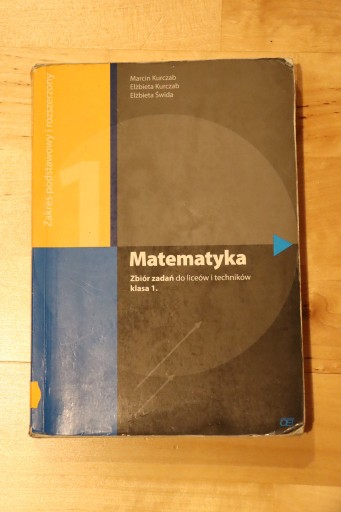 Marcin Kurczab
Elżbieta Kurczab
Elżbieta Świda
Zakres podstawowy i rozszerzony
1
Matematyka
Zbiór zadań do liceów i techników
klasa 1.